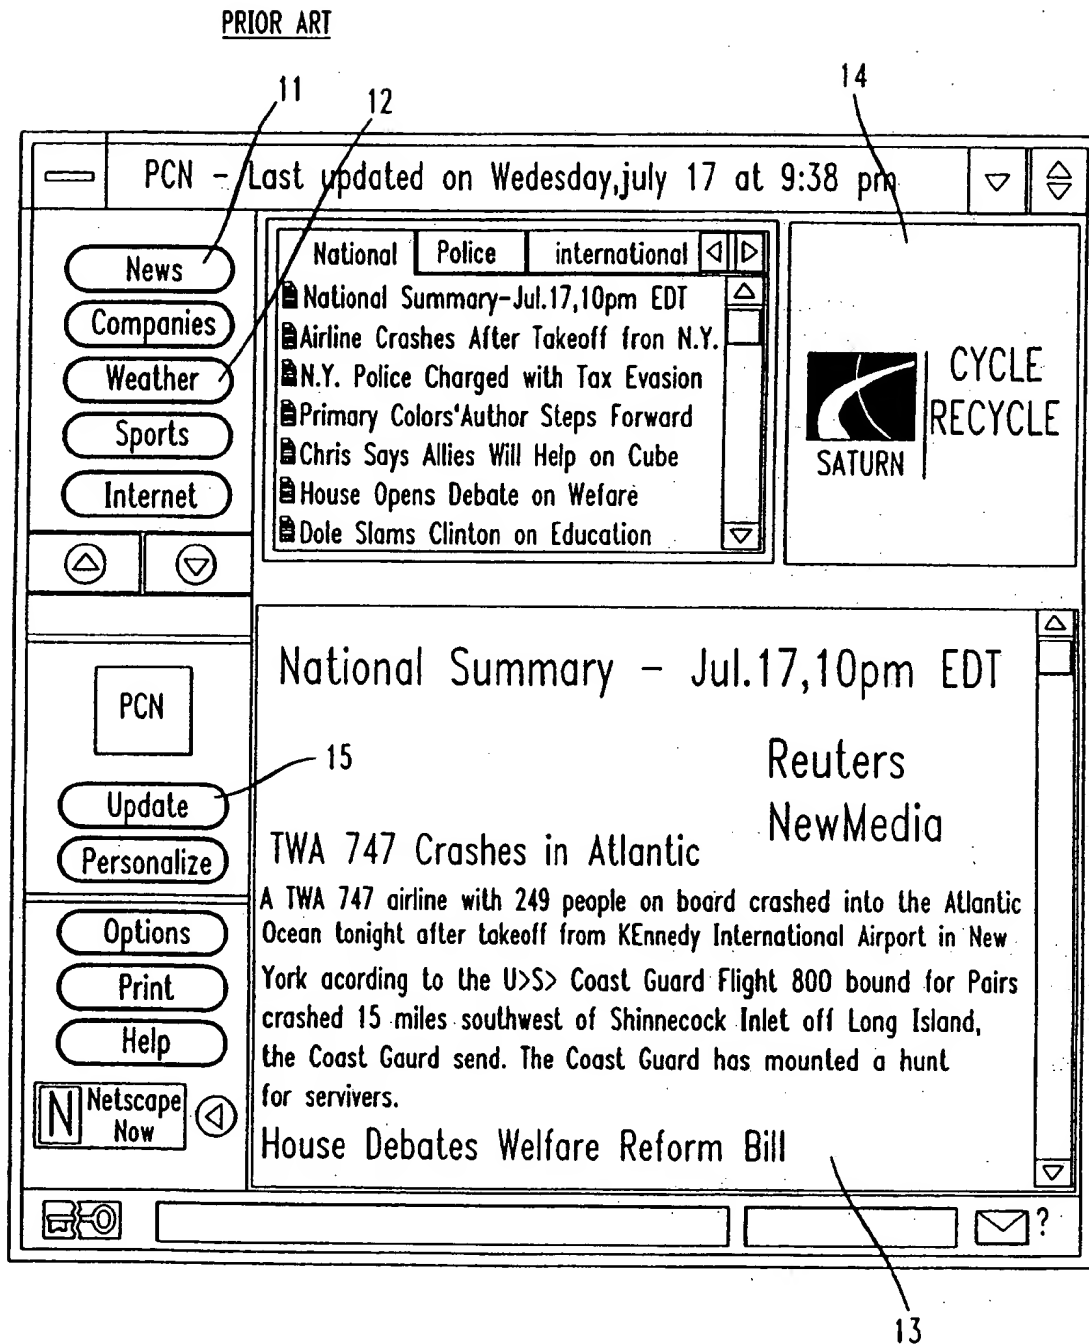 PRIOR ART
11
12
14
PCN - Last updated on Wedesday,july 17 at 9:38 pm
News
Companies
Weather
Sports
Internet
National Police international
National Summary-Jul.17,10pm EDT
Airline Crashes After Takeoff fron N.Y.
N.Y. Police Charged with Tax Evasion
Primary Colors'Author Steps Forward
Chris Says Allies Will Help on Cube
House Opens Debate on Wefare
Dole Slams Clinton on Education
SATURN
CYCLE
RECYCLE
PCN
15
Update
Personalize
Options
Print
Help
N Netscape
Now
National Summary - Jul.17,10pm EDT
Reuters
NewMedia
TWA 747 Crashes in Atlantic
A TWA 747 airline with 249 people on board crashed into the Atlantic
Ocean tonight after takeoff from KEnnedy International Airport in New
York acording to the U>S> Coast Guard Flight 800 bound for Pairs
crashed 15 miles southwest of Shinnecock Inlet off Long Island,
the Coast Gaurd send. The Coast Guard has mounted a hunt
for servivers.
House Debates Welfare Reform Bill
?
13